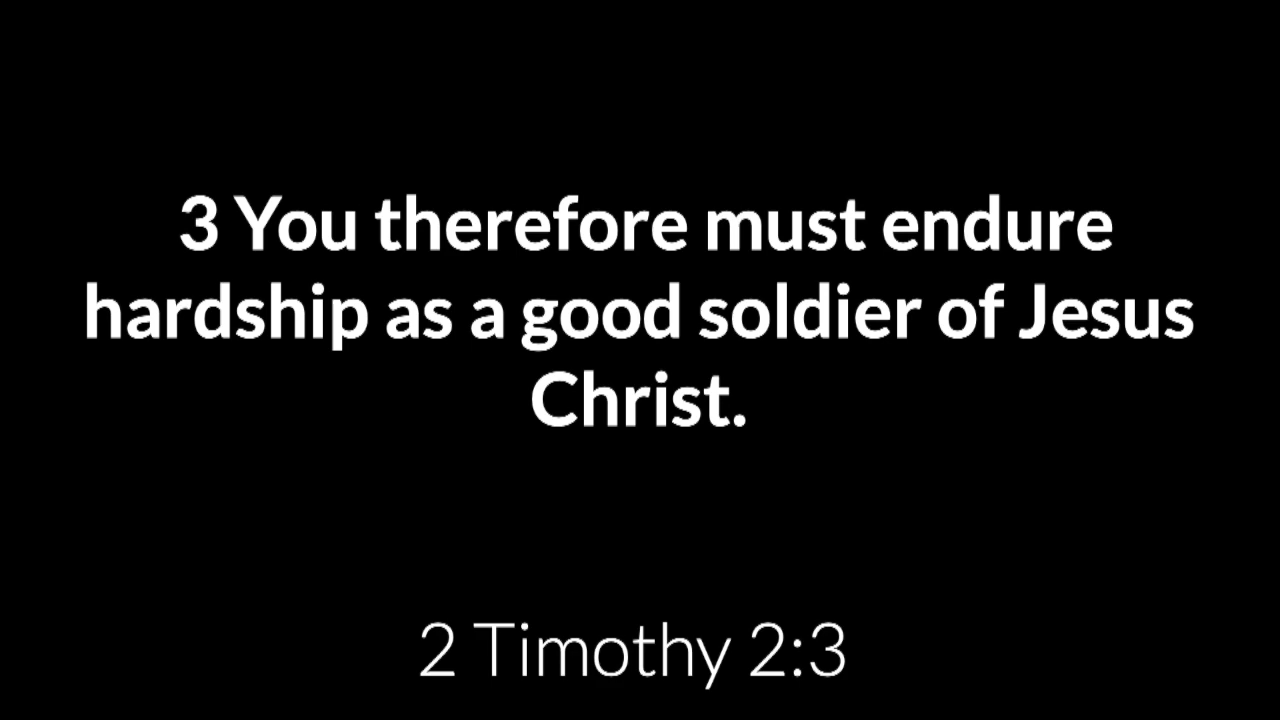 3 You therefore must endure
hardship as a good soldier of Jesus
Christ.
2 Timothy 2:3